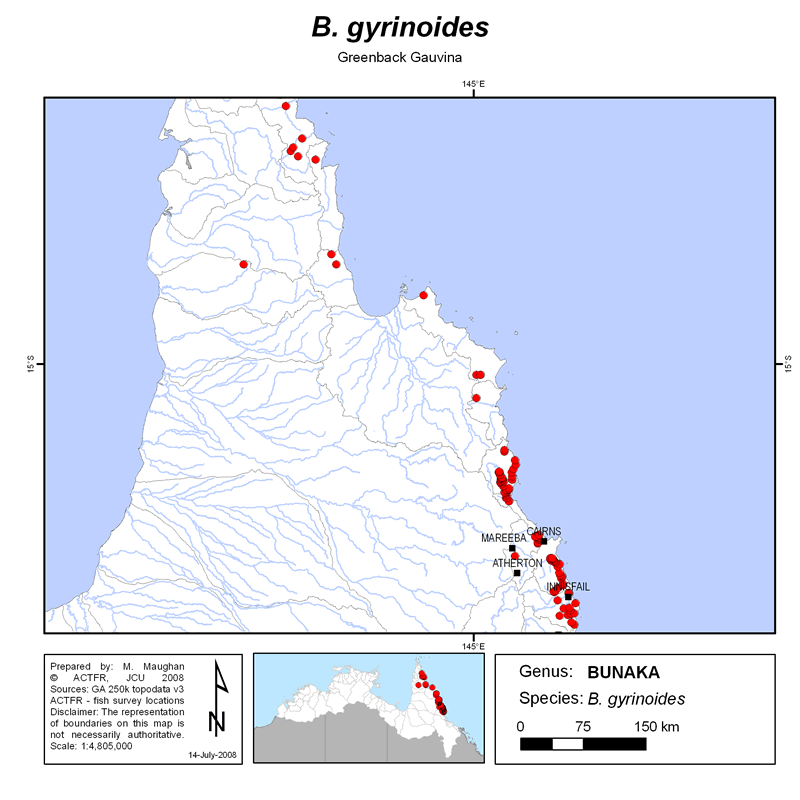 B. gyrinoides
Greenback Gauvina
145°E
15°S
15°S
CAIRNS
MAREEBA
ATHERTON
INNISFAIL
145°E
Prepared by: M. Maughan
© ACTFR, JCU 2008
Sources: GA 250k topodata v3
ACTFR - fish survey locations
Disclaimer: The representation
of boundaries on this map is
not necessarily authoritative.
Scale: 1:4,805,000
N
14-July-2008
Genus: BUNAKA
Species: B. gyrinoides
0 75 150 km